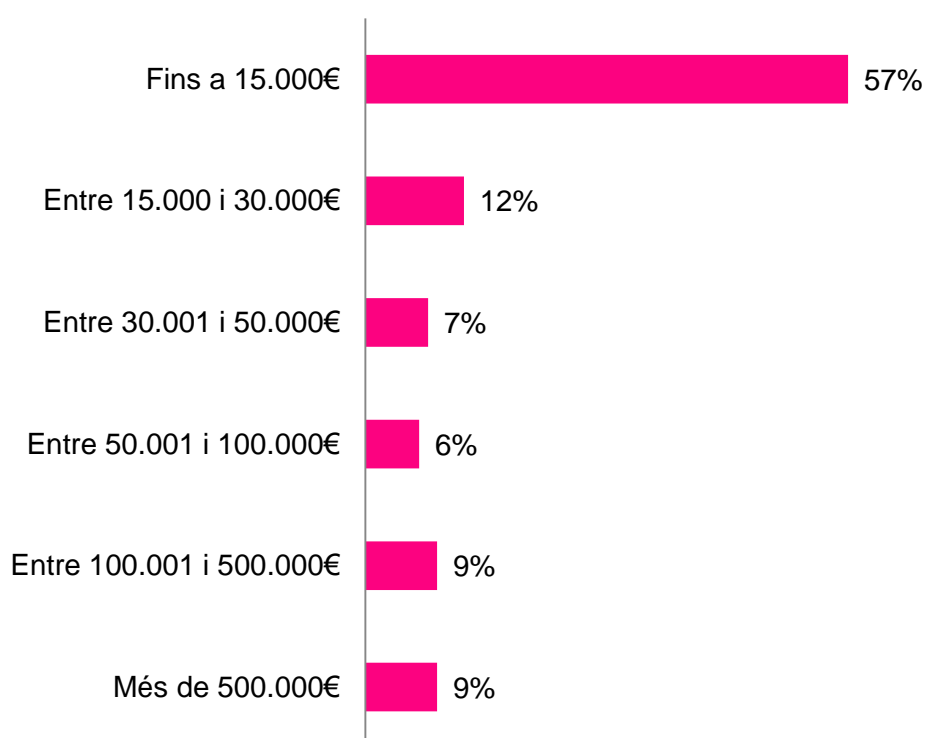 Fins a 15.000€ 57%
Entre 15.000 i 30.000€ 12%
Entre 30.001 i 50.000€ 7%
Entre 50.001 i 100.000€ 6%
Entre 100.001 i 500.000€ 9%
Més de 500.000€ 9%